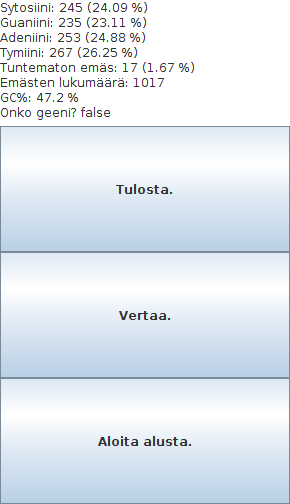 Sytosiini: 245 (24.09 %)
Guaniini: 235 (23.11 %)
Adeniini: 253 (24.88 %)
Tymiini: 267 (26.25 %)
Tuntematon emäs: 17 (1.67 %)
Emästen lukumäärä: 1017
GC%: 47.2 %
Onko geeni? false
Tulosta.
Vertaa.
Aloita alusta.